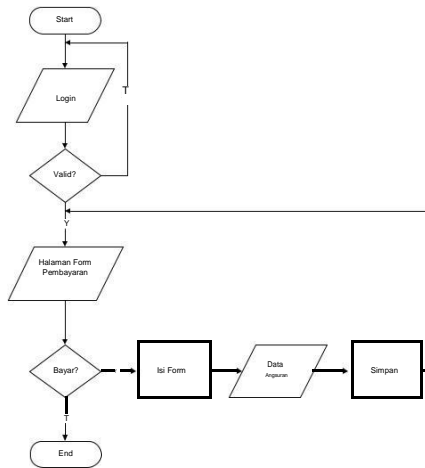 Start
T
Login
Valid?
Y
Halaman Form
Pembayaran
Bayar?
Isi Form
Data
Angsuran
Simpan
T
End